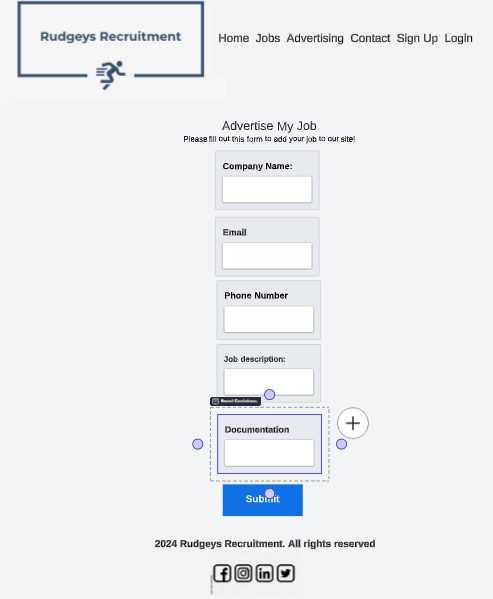 Rudgeys Recruitment
Home Jobs Advertising Contact Sign Up Login
Advertise My Job
Please fill out this form to add your job to our site!
Company Name:
Email
Phone Number
Job description:
Documentation
Submit
2024 Rudgeys Recruitment. All rights reserved